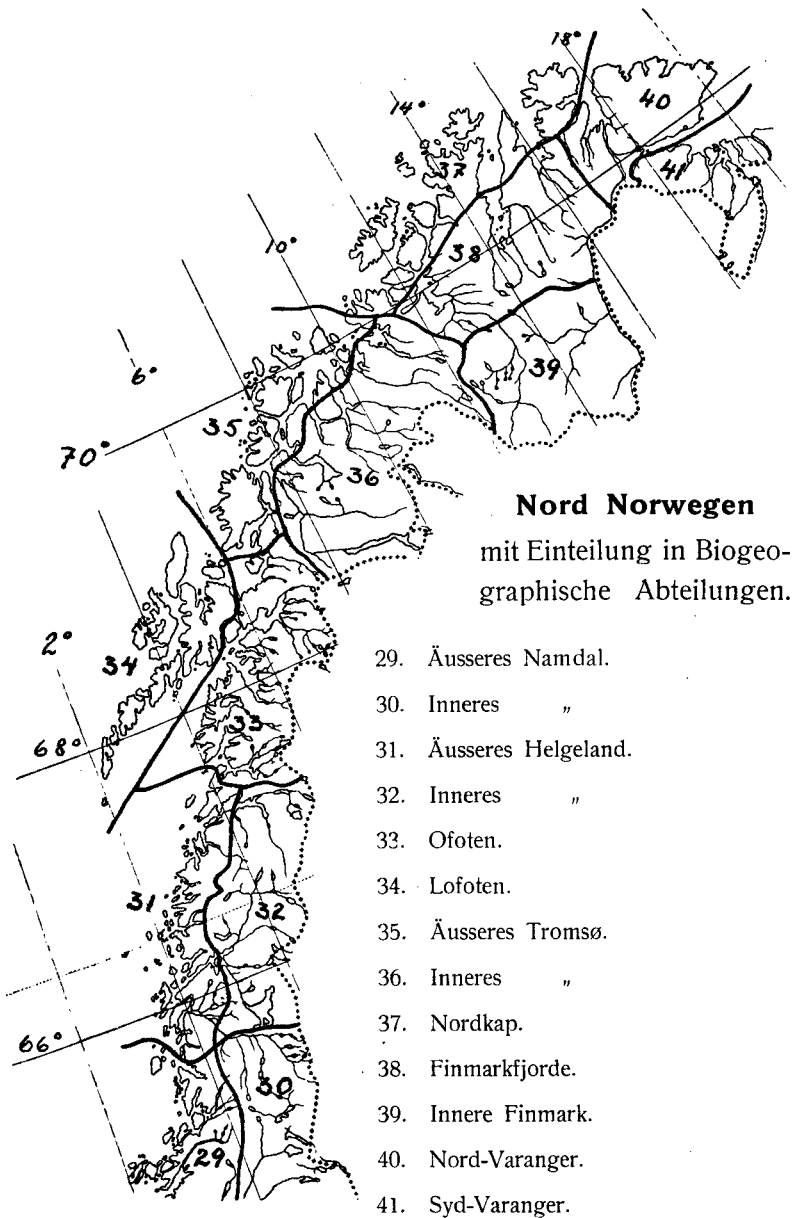 18°
40
14°
41
37
10°
38
6°
39
35
70°
36
Nord Norwegen
mit Einteilung in Biogeo-
graphische Abteilungen.
2°
34
33
68°
31
32
66°
30
29
29. Äusseres Namdal.
30. Inneres „
31. Äusseres Helgeland.
32. Inneres „
33. Ofoten.
34. Lofoten.
35. Äusseres Tromsø.
36. Inneres „
37. Nordkap.
38. Finmarkfjorde.
39. Innere Finmark.
40. Nord-Varanger.
41. Syd-Varanger.